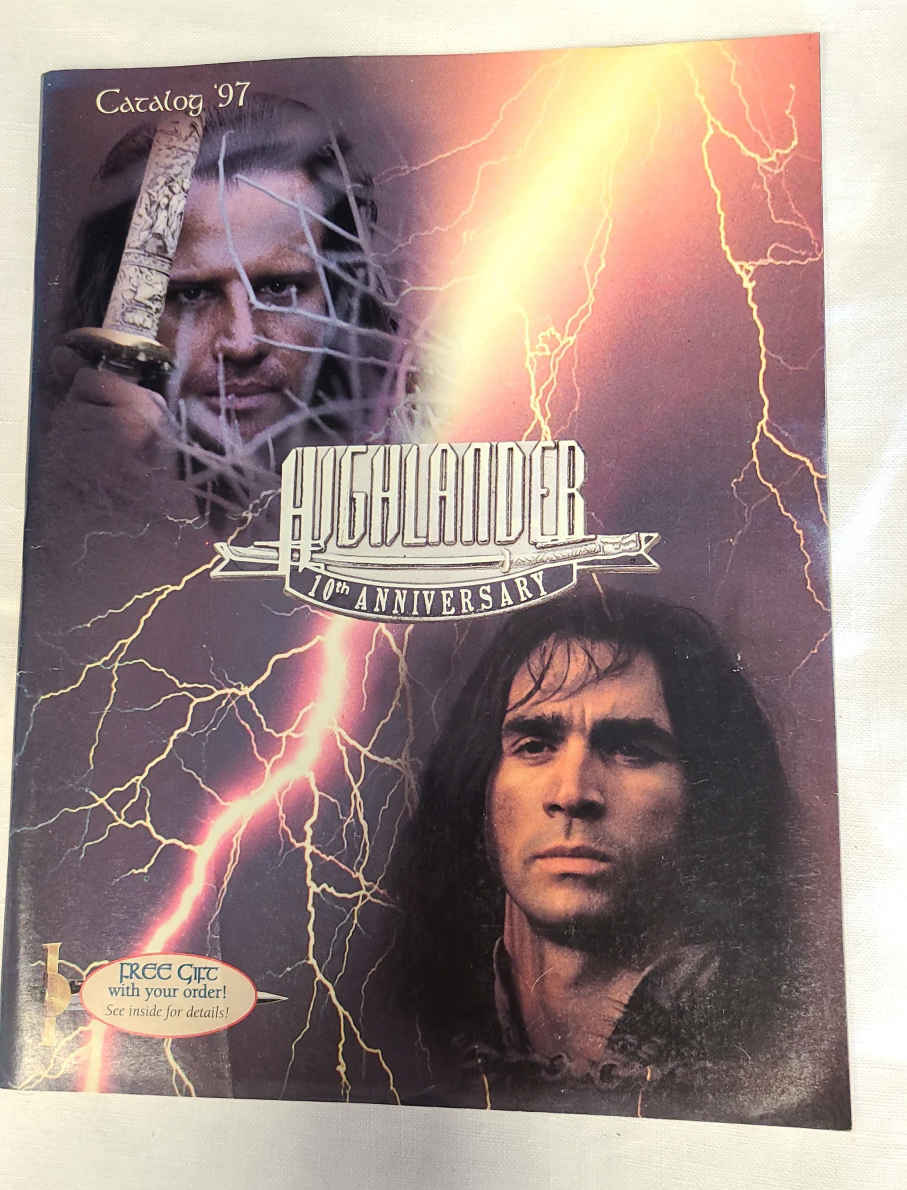 Catalog '97
HIGHLANDER
10th ANNIVERSARY
FREE GIFT
with your order!
See inside for details!